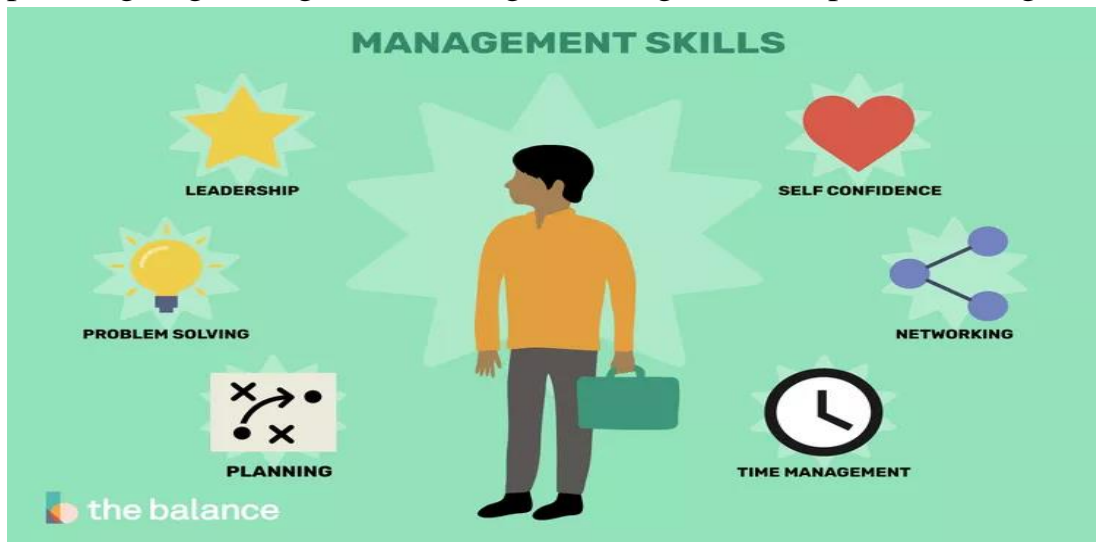 MANAGEMENT SKILLS
LEADERSHIP
SELF CONFIDENCE
PROBLEM SOLVING
NETWORKING
PLANNING
TIME MANAGEMENT
the balance